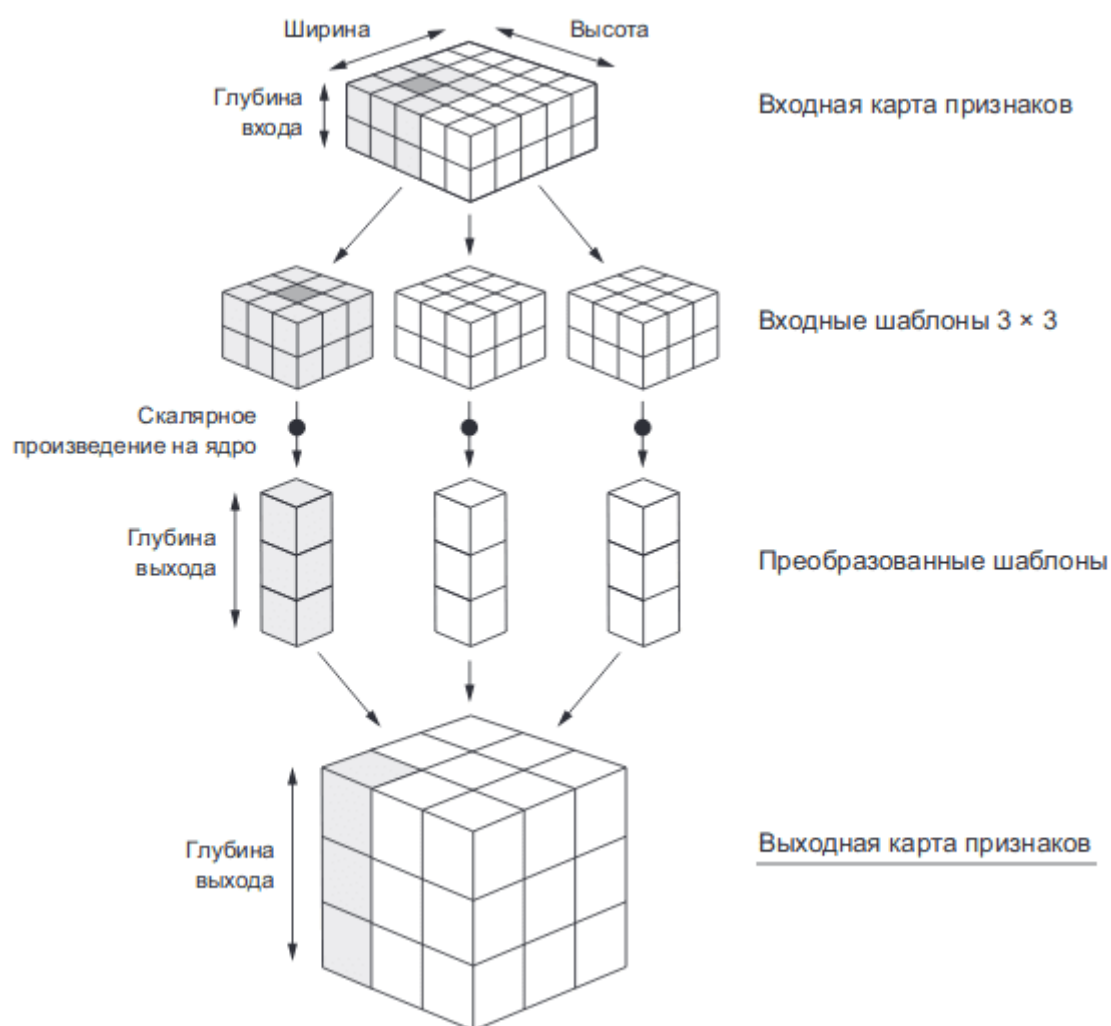 Ширина
Высота
Глубина
входа
Входная карта признаков
Входные шаблоны 3 × 3
Скалярное
произведение на ядро
Глубина
выхода
Преобразованные шаблоны
Глубина
выхода
Выходная карта признаков